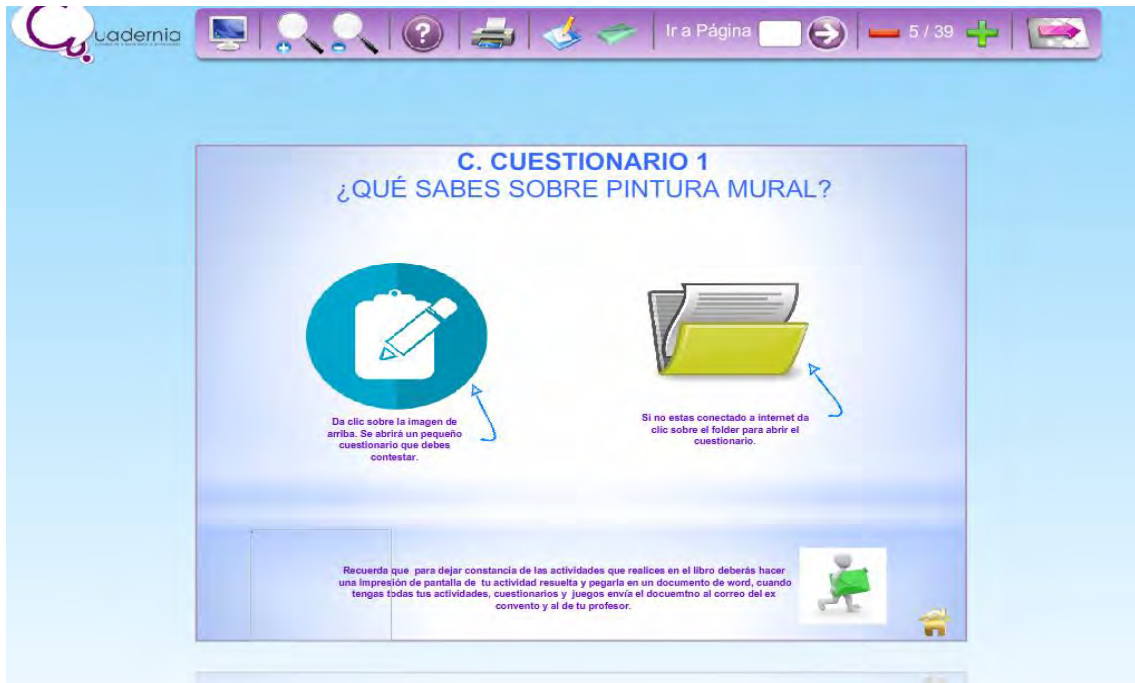 Cuadernia
Ir a Página
5 / 39
C. CUESTIONARIO 1
¿QUÉ SABES SOBRE PINTURA MURAL?
Da clic sobre la imagen de
arriba. Se abrirá un pequeño
cuestionario que debes
contestar.
Si no estas conectado a internet da
clic sobre el folder para abrir el
cuestionario.
Recuerda que para dejar constancia de las actividades que realices en el libro deberás hacer
una impresión de pantalla de tu actividad resuelta y pegarla en un documento de word, cuando
tengas todas tus actividades, cuestionarios y juegos envía el docuemtno al correo del ex
convento y al de tu profesor.